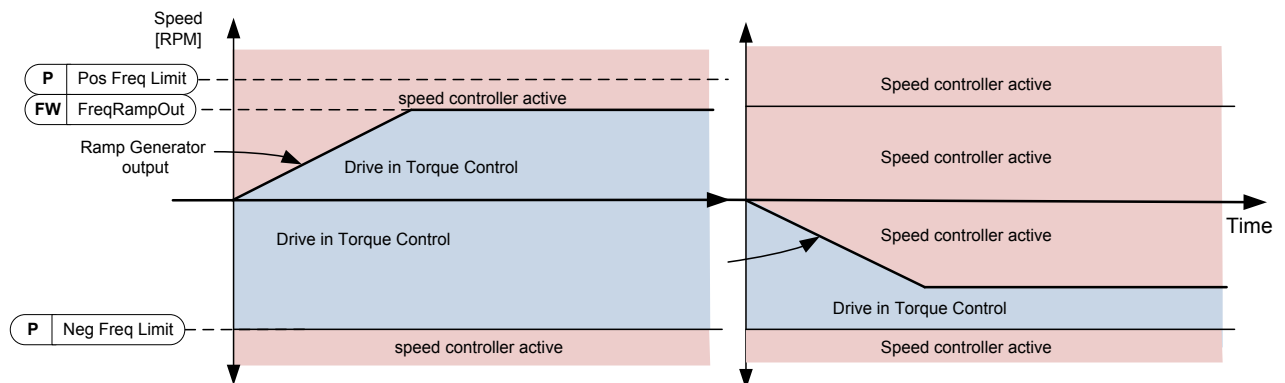 Speed
[RPM]
P Pos Freq Limit
FW FreqRampOut
Ramp Generator
output
speed controller active
Drive in Torque Control
Drive in Torque Control
P Neg Freq Limit
speed controller active
Speed controller active
Speed controller active
Speed controller active
Time
Drive in Torque Control
Speed controller active